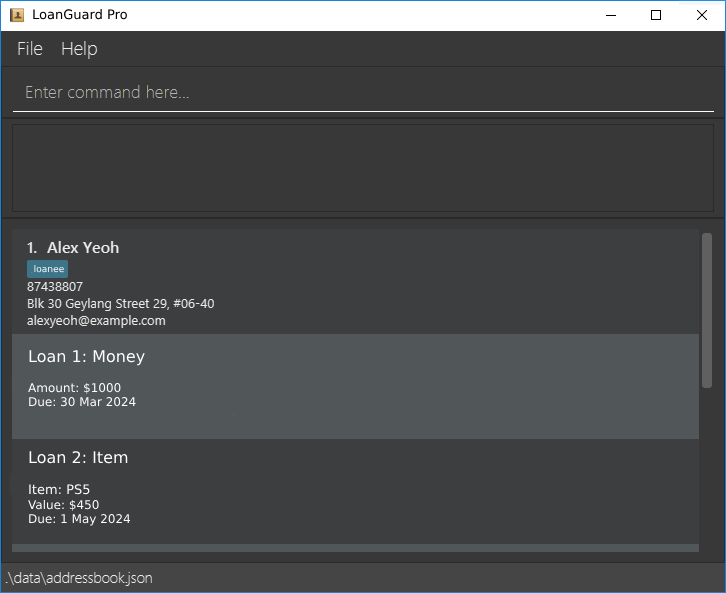 LoanGuard Pro
File Help
Enter command here...
1. Alex Yeoh
loanee
87438807
Blk 30 Geylang Street 29, #06-40
alexyeoh@example.com
Loan 1: Money
Amount: $1000
Due: 30 Mar 2024
Loan 2: Item
Item: PS5
Value: $450
Due: 1 May 2024
.\data\addressbook.json